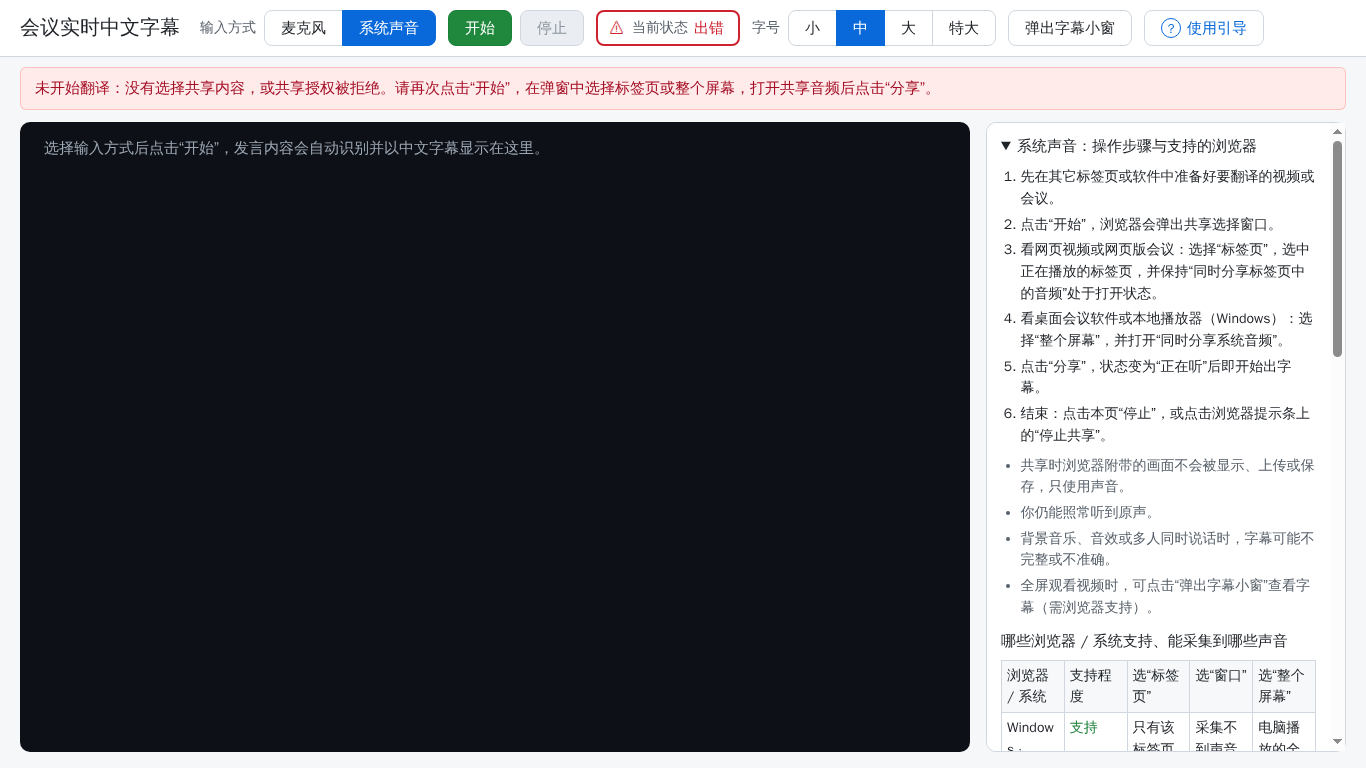 会议实时中文字幕 输入方式 麦克风 系统声音 开始 停止 当前状态 出错 字号 小 中 大 特大 弹出字幕小窗 ? 使用引导
未开始翻译：没有选择共享内容，或共享授权被拒绝。请再次点击“开始”，在弹窗中选择标签页或整个屏幕，打开共享音频后点击“分享”。
选择输入方式后点击“开始”，发言内容会自动识别并以中文字幕显示在这里。
▼ 系统声音：操作步骤与支持的浏览器
1. 先在其它标签页或软件中准备好要翻译的视频或
会议。
2. 点击“开始”，浏览器会弹出共享选择窗口。
3. 看网页视频或网页版会议：选择“标签页”，选中
正在播放的标签页，并保持“同时分享标签页中
的音频”处于打开状态。
4. 看桌面会议软件或本地播放器（Windows）：选
择“整个屏幕”，并打开“同时分享系统音频”。
5. 点击“分享”，状态变为“正在听”后即开始出字
幕。
6. 结束：点击本页“停止”，或点击浏览器提示条上
的“停止共享”。
• 共享时浏览器附带的画面不会被显示、上传或保
存，只使用声音。
• 你仍能照常听到原声。
• 背景音乐、音效或多人同时说话时，字幕可能不
完整或不准确。
• 全屏观看视频时，可点击“弹出字幕小窗”查看字
幕（需浏览器支持）。
哪些浏览器 / 系统支持、能采集到哪些声音
浏览器 支持程 选“标签 选“窗口” 选“整个
/ 系统 度 页” 屏幕”
Window 支持 只有该 采集不 电脑播
s · 标签页 到声音 放的全